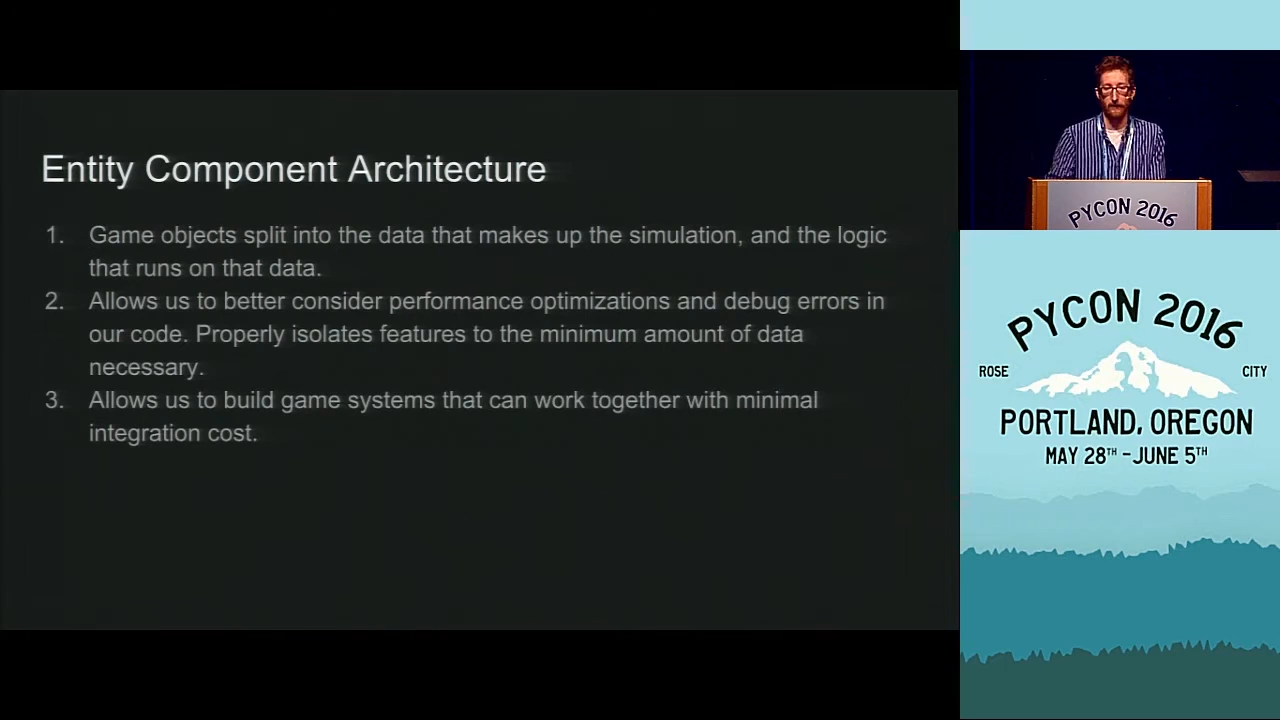 Entity Component Architecture
1. Game objects split into the data that makes up the simulation, and the logic
that runs on that data.
2. Allows us to better consider performance optimizations and debug errors in
our code. Properly isolates features to the minimum amount of data
necessary.
3. Allows us to build game systems that can work together with minimal
integration cost.
PYCON 2016
PYCON 2016
ROSE CITY
PORTLAND, OREGON
MAY 28TH - JUNE 5TH